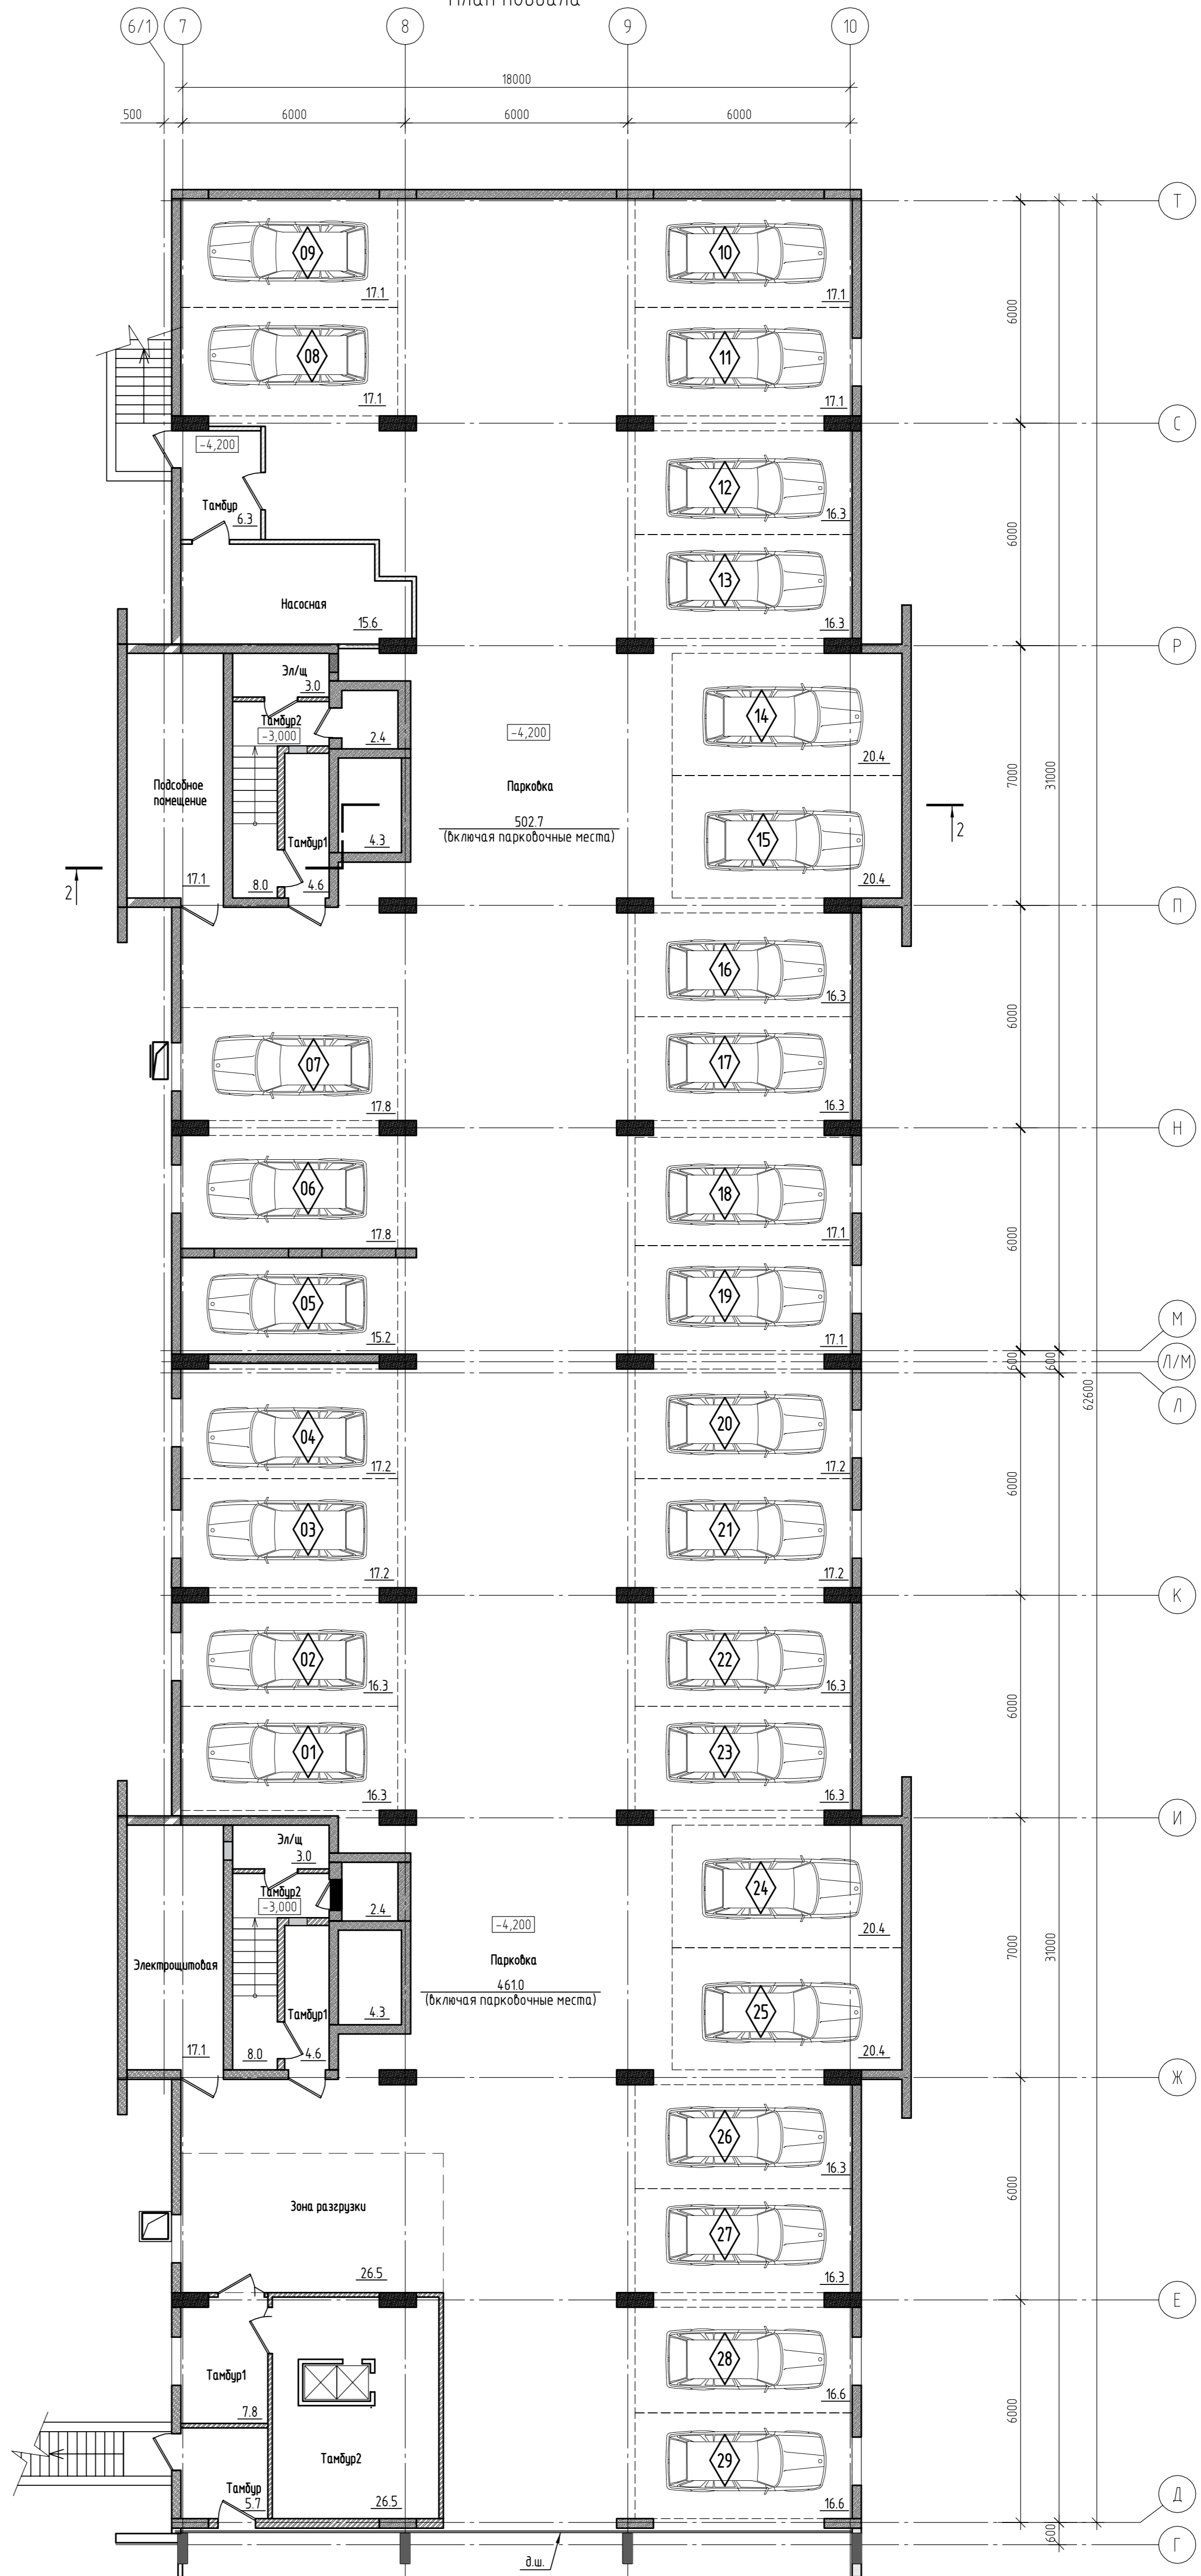 План подвала
6/1 7 8 9 10
18000
500 6000 6000 6000
Т
09 10
17.1 17.1
6000
08 11
17.1 17.1
С
-4,200
12
Тамбур 16.3
6.3
6000
13
Насосная
15.6 16.3
Р
Эл/щ
3.0
Тамбур2 14
-3,000 2.4 -4,200
20.4
Подсобное
помещение
Парковка
7000 31000
502.7
(включая парковочные места)
2 2
Тамбур1 4.3 15
17.1 8.0 4.6 20.4
П
16
16.3
6000
07 17
17.8 16.3
Н
62600
06 18
17.8 17.1
6000
05 19
15.2 17.1
М
600 600
Л/М
Л
04 20
17.2 17.2
6000
03 21
17.2 17.2
К
02 22
16.3 16.3
6000
01 23
16.3 16.3
И
Эл/щ
3.0
Тамбур2 24
-3,000 2.4 -4,200
20.4
Электрощитовая
Парковка
7000 31000
461.0
(включая парковочные места)
Тамбур1 4.3 25
17.1 8.0 4.6 20.4
Ж
26
16.3
6000
Зона разгрузки
27
26.5 16.3
Е
28
Тамбур1
7.8 16.6
6000
Тамбур2 29
Тамбур
5.7 26.5 16.6
Д
600
Г
д.ш.